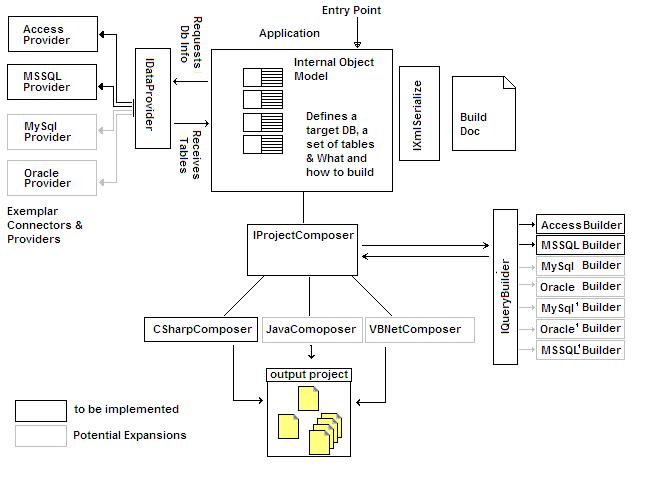 Entry Point
Application
Access
Provider
MSSQL
Provider
MySql
Provider
Oracle
Provider
Exemplar
Connectors &
Providers
IDataProvider
Requests
Db Info
Receives
Tables
Internal Object
Model
Defines a
target DB, a
set of tables
& What and
how to build
IXmlSerialize
Build
Doc
IProjectComposer
IQueryBuilder
Access Builder
MSSQL Builder
MySql Builder
Oracle Builder
MySql' Builder
Oracle' Builder
MSSQL' Builder
CSharpComposer
JavaComoposer
VBNetComposer
output project
to be implemented
Potential Expansions